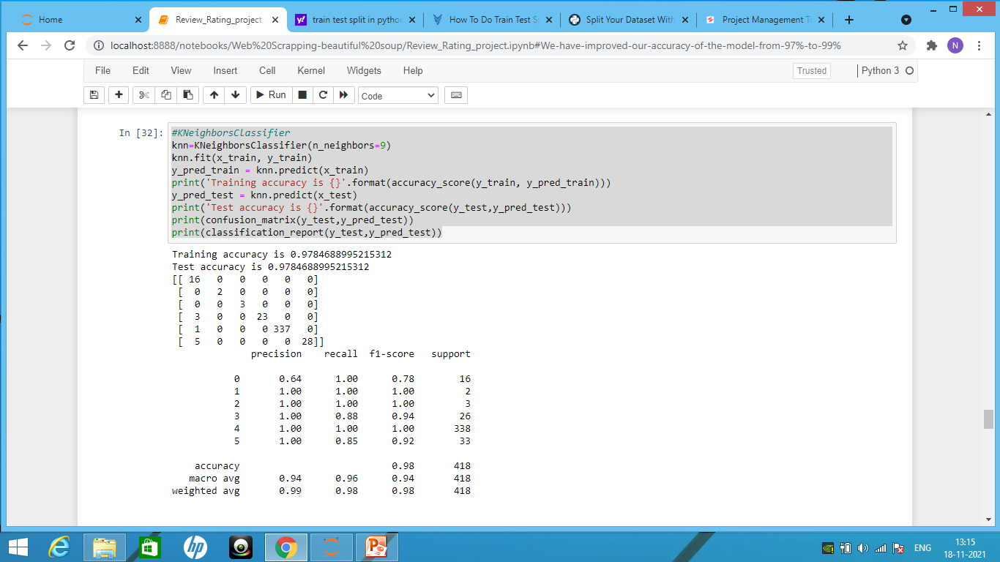 Home
Review_Rating_project
train test split in python
How To Do Train Test Sp
Split Your Dataset With
Project Management To
localhost:8888/notebooks/Web%20Scrapping-beautiful%20soup/Review_Rating_project.ipynb#We-have-improved-our-accuracy-of-the-model-from-97%-to-99%
N
File Edit View Insert Cell Kernel Widgets Help Trusted Python 3
Run Code
In [32]: #KNeighborsClassifier
knn=KNeighborsClassifier(n_neighbors=9)
knn.fit(x_train, y_train)
y_pred_train = knn.predict(x_train)
print('Training accuracy is {}'.format(accuracy_score(y_train, y_pred_train)))
y_pred_test = knn.predict(x_test)
print('Test accuracy is {}'.format(accuracy_score(y_test,y_pred_test)))
print(confusion_matrix(y_test,y_pred_test))
print(classification_report(y_test,y_pred_test))
Training accuracy is 0.9784688995215312
Test accuracy is 0.9784688995215312
[[ 16 0 0 0 0 0]
[ 0 2 0 0 0 0]
[ 0 0 3 0 0 0]
[ 3 0 0 23 0 0]
[ 1 0 0 0 337 0]
[ 5 0 0 0 0 28]]
precision recall f1-score support
0 0.64 1.00 0.78 16
1 1.00 1.00 1.00 2
2 1.00 1.00 1.00 3
3 1.00 0.88 0.94 26
4 1.00 1.00 1.00 338
5 1.00 0.85 0.92 33
accuracy 0.98 418
macro avg 0.94 0.96 0.94 418
weighted avg 0.99 0.98 0.98 418
hp
ENG
13:15
18-11-2021